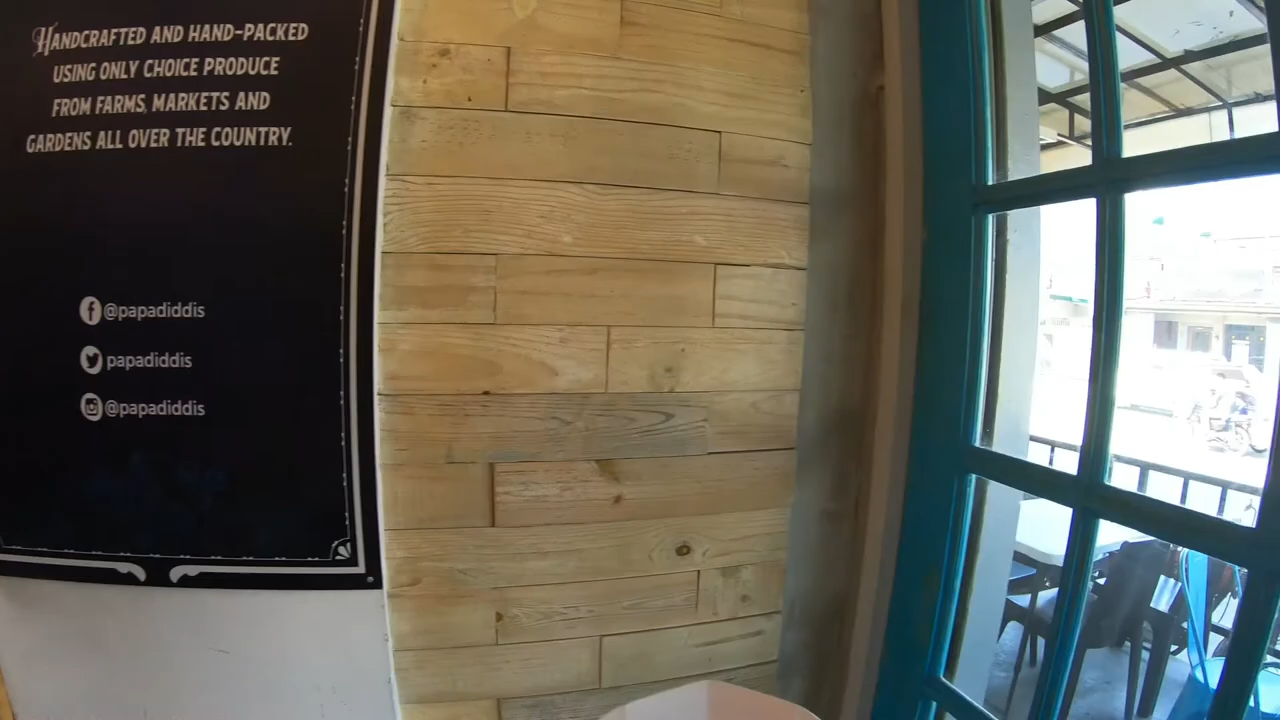 HANDCRAFTED AND HAND-PACKED
USING ONLY CHOICE PRODUCE
FROM FARMS, MARKETS AND
GARDENS ALL OVER THE COUNTRY.
@papadiddis
papadiddis
@papadiddis